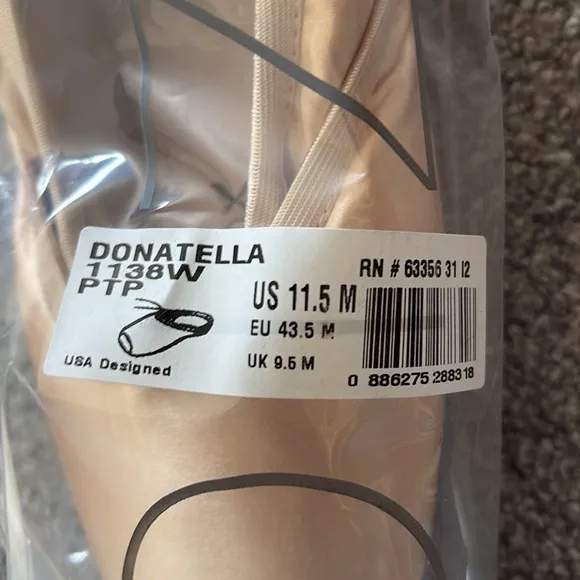 DONATELLA
1138W
PTP
USA Designed
RN # 63356 31 12
US 11.5 M
EU 43.5 M
UK 9.5 M
0 886275 288318